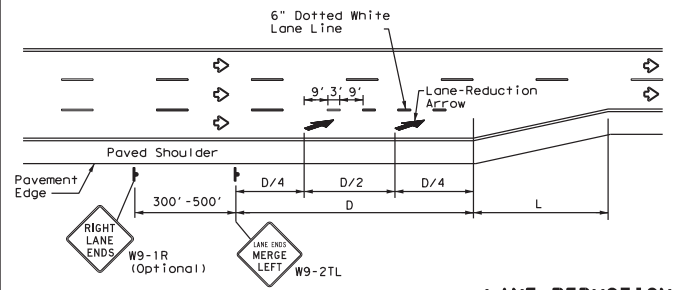 6" Dotted White
Lane Line
9' 3' 9'
Lane-Reduction
Arrow
Paved Shoulder
Pavement
Edge
D/4
D/2
D/4
300'-500'
D
L
RIGHT
LANE
ENDS
W9-1R
(Optional)
LANE ENDS
MERGE
LEFT
W9-2TL